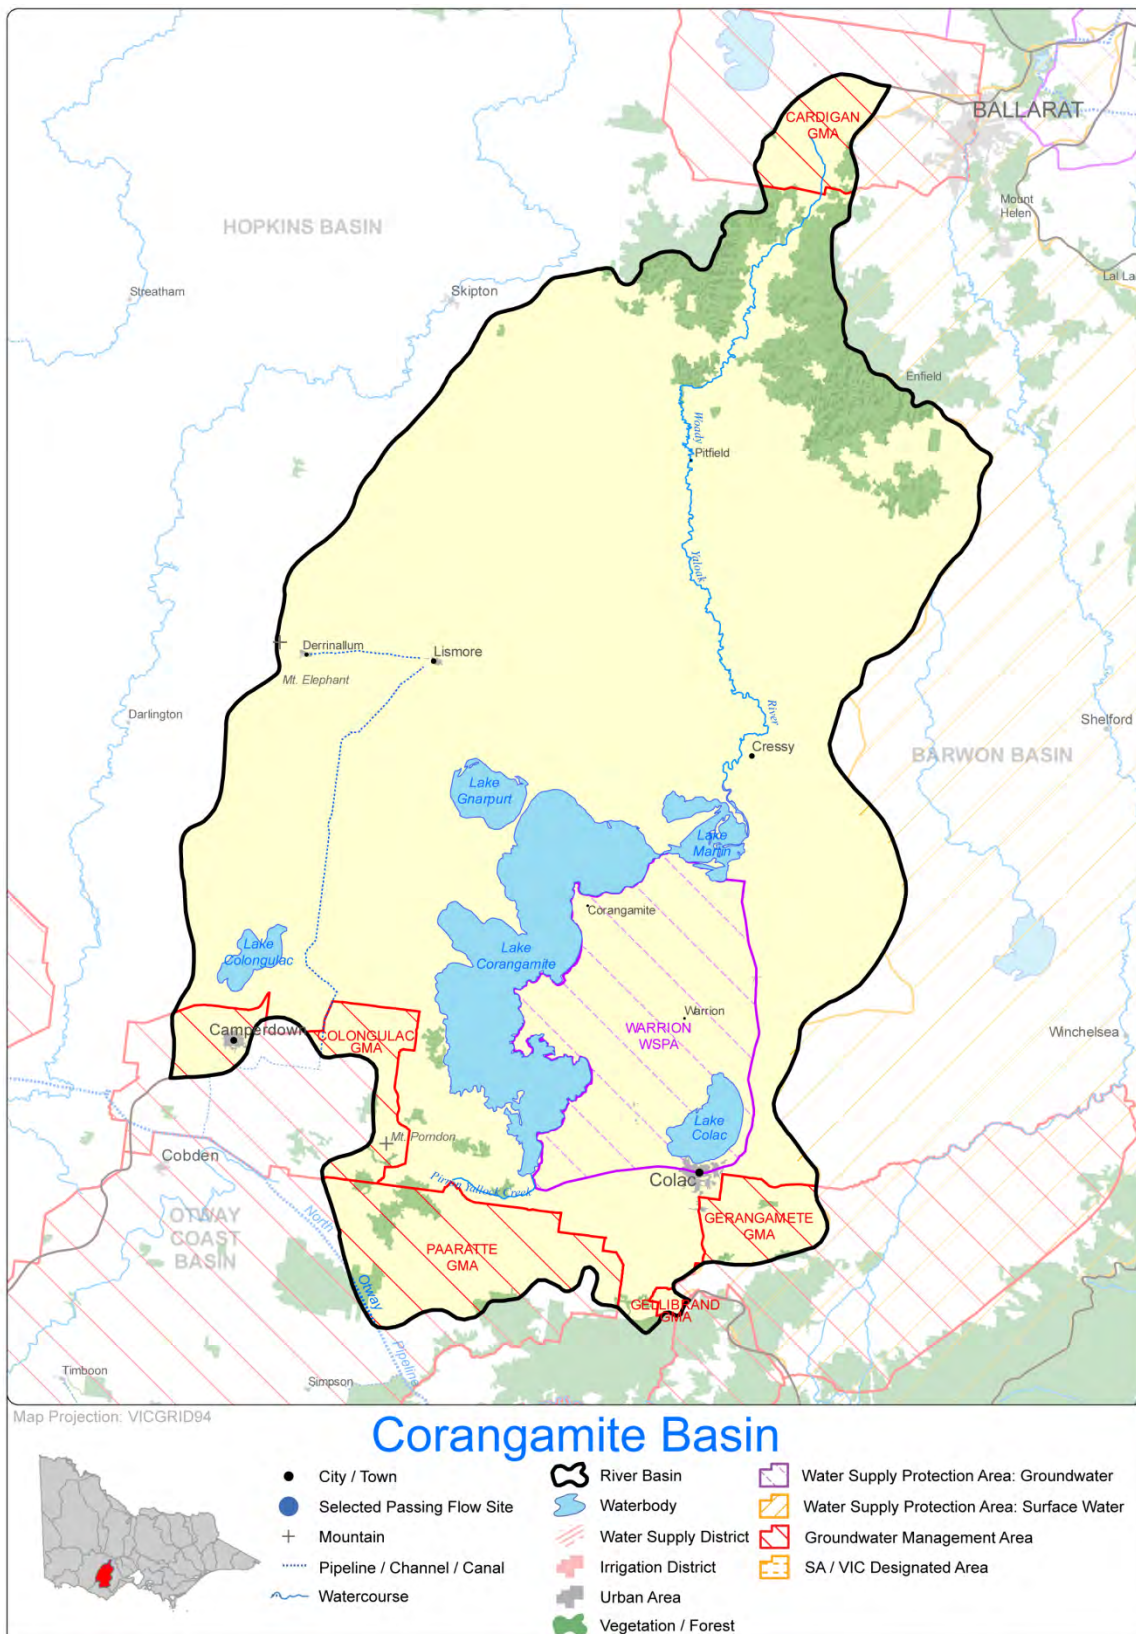 BALLARAT
CARDIGAN
GMA
Mount
Helen
HOPKINS BASIN
Lal La
Streatham
Skipton
Enfield
Woady
Pitfield
Yaloak
Derrinallum
Lismore
Mt. Elephant
River
Darlington
Shelford
Cressy
BARWON BASIN
Lake
Gnarpurt
Lake
Martin
Corangamite
Lake
Colongulac
Lake
Corangamite
Warrion
Camperdown
COLONGULAC
GMA
WARRION
WSPA
Winchelsea
Lake
Colac
Mt. Porndon
Cobden
Colac
Pirron Yallock Creek
North
OTWAY
COAST
BASIN
GERANGAMETE
GMA
PAARATTE
GMA
Otway
GELLIBRAND
GMA
Pipeline
Timboon
Simpson
Map Projection: VICGRID94
Corangamite Basin
City / Town
Selected Passing Flow Site
Mountain
Pipeline / Channel / Canal
Watercourse
River Basin
Waterbody
Water Supply District
Irrigation District
Urban Area
Vegetation / Forest
Water Supply Protection Area: Groundwater
Water Supply Protection Area: Surface Water
Groundwater Management Area
SA / VIC Designated Area